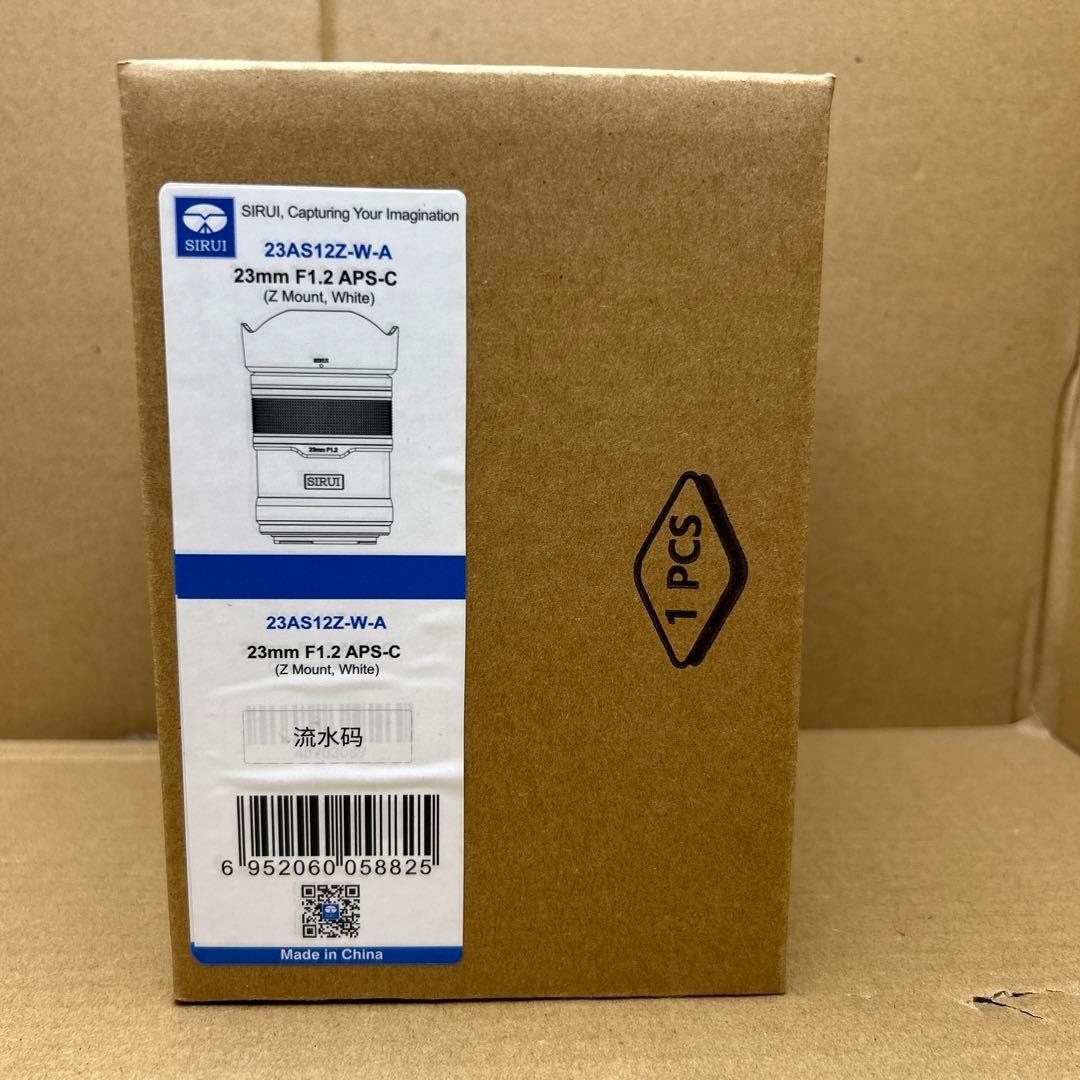 SIRUI
SIRUI, Capturing Your Imagination
23AS12Z-W-A
23mm F1.2 APS-C
(Z Mount, White)
SIRUI
23mm F1.2
SIRUI
1 PCS
23AS12Z-W-A
23mm F1.2 APS-C
(Z Mount, White)
流水码
6 952060 058825
Made in China